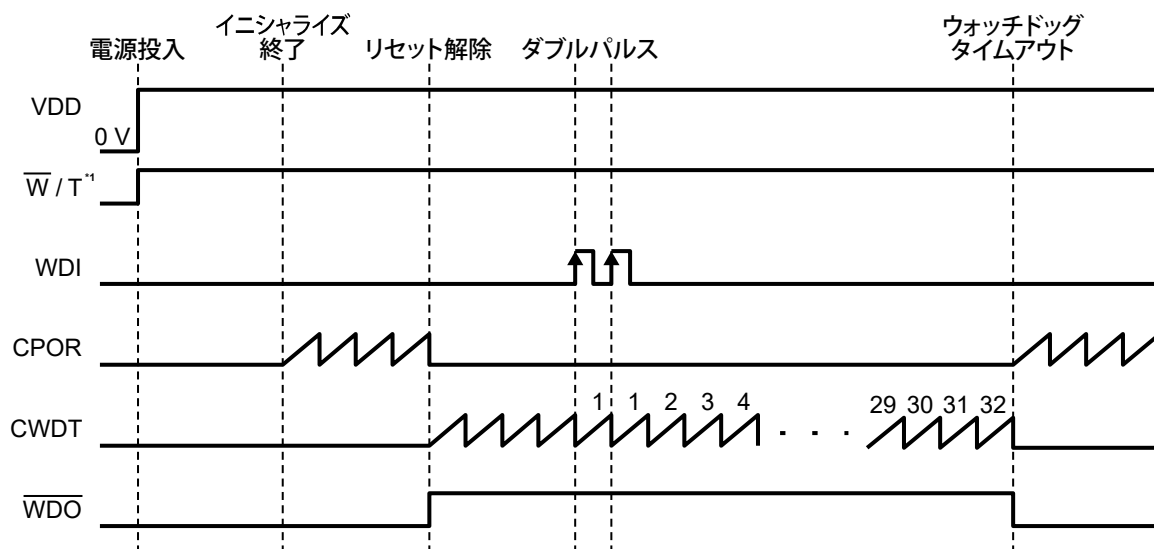 電源投入
イニシャライズ
終了
リセット解除
ダブルパルス
ウォッチドッグ
タイムアウト
VDD
0 V
W / T*1
WDI
CPOR
CWDT
1 1 2 3 4
29 30 31 32
WDO